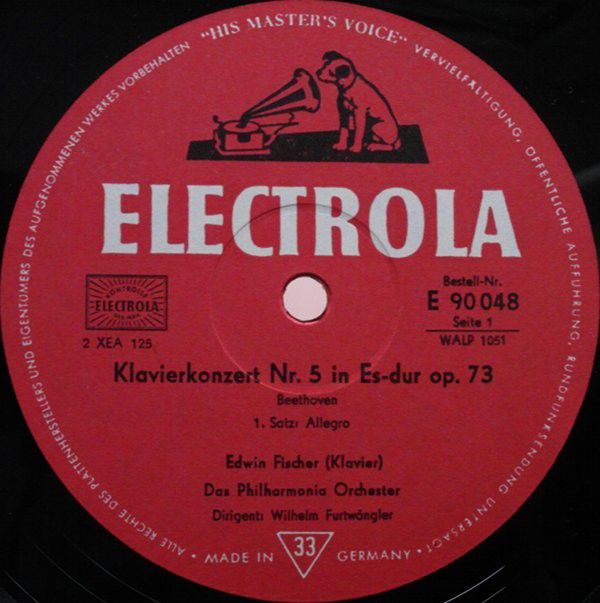 ALLE RECHTE DES PLATTENHERSTELLERS UND EIGENTÜMERS DES AUFGENOMMENEN WERKES VORBEHALTEN "HIS MASTER'S VOICE" VERVIELFÄLTIGUNG, ÖFFENTLICHE AUFFÜHRUNG, RUNDFUNKSENDUNG UNTERSAGT
ELECTROLA
KONTROLLE
ELECTROLA
2 XEA 125
Bestell-Nr.
E 90 048
Seite 1
WALP 1051
Klavierkonzert Nr. 5 in Es-dur op. 73
Beethoven
1. Satz: Allegro
Edwin Fischer (Klavier)
Das Philharmonia Orchester
Dirigent: Wilhelm Furtwängler
MADE IN 33 GERMANY